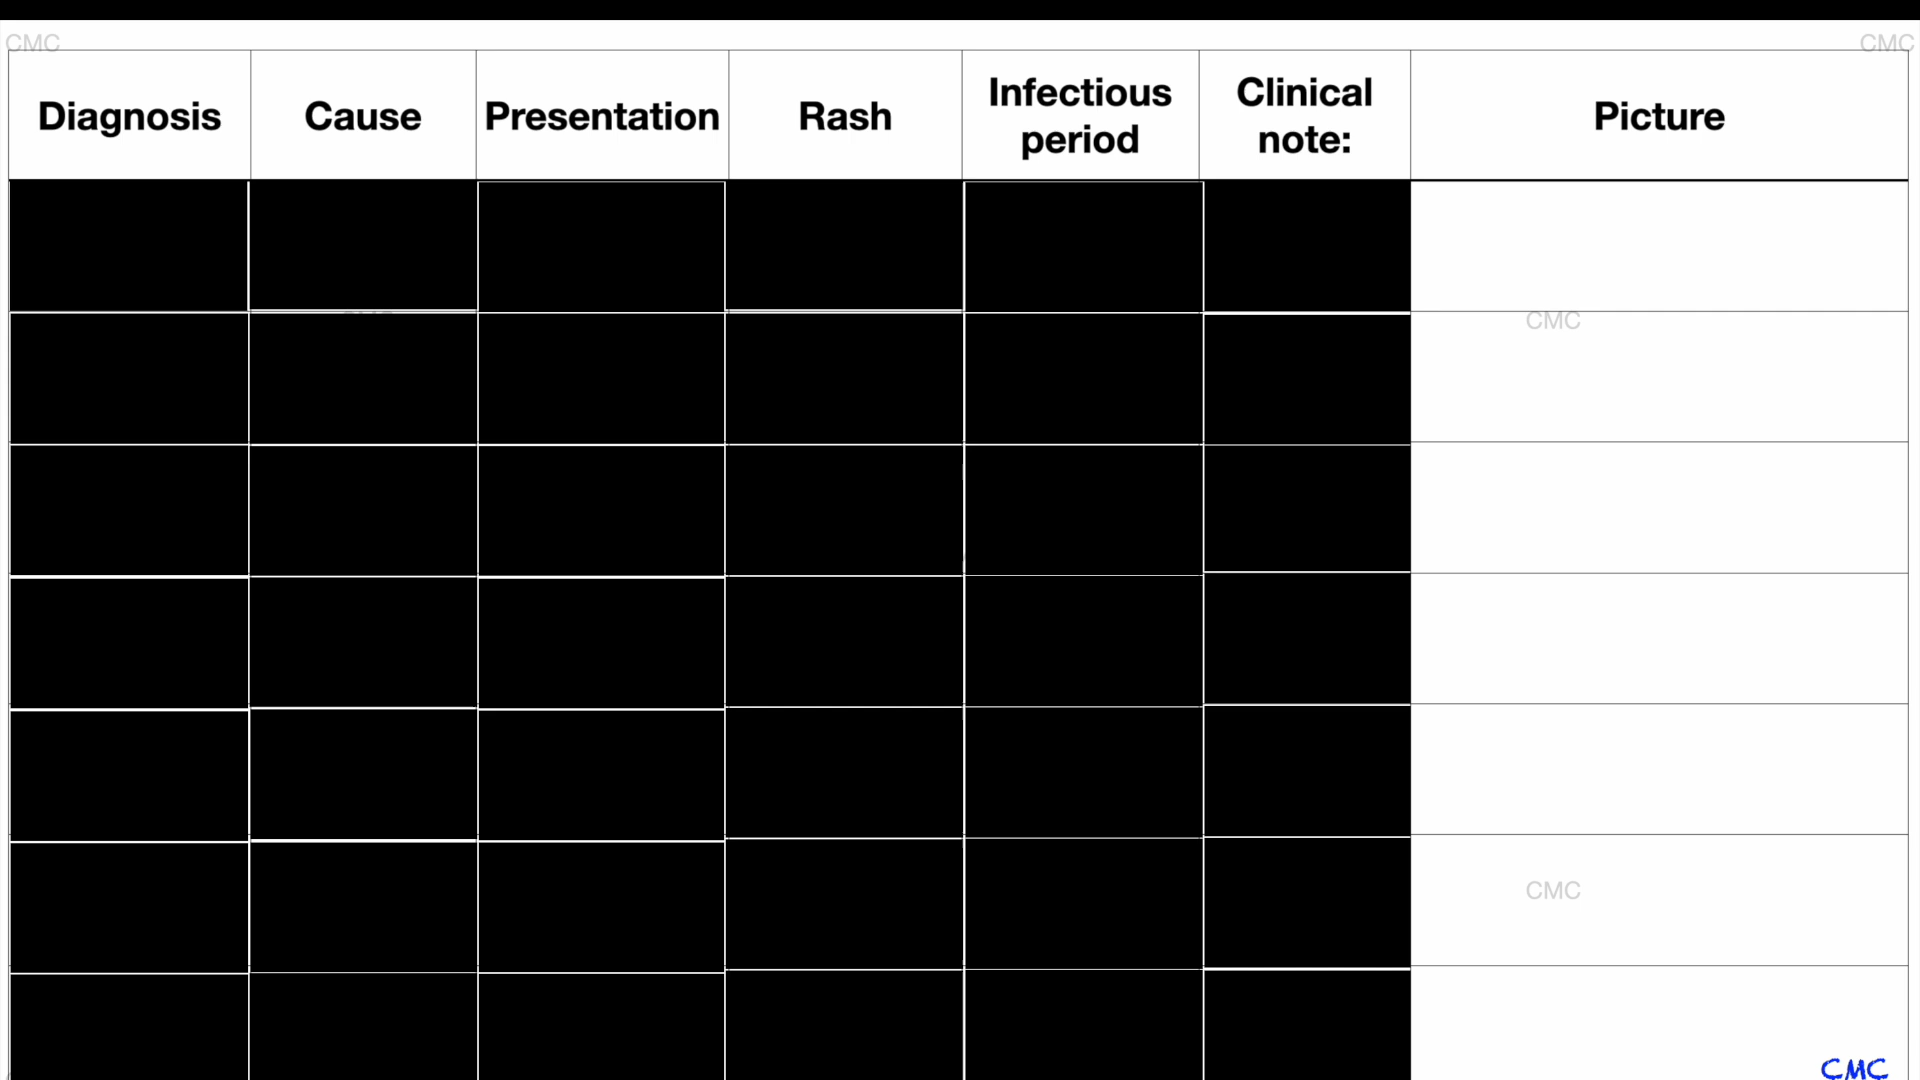 CMC
CMC
Diagnosis
Cause
Presentation
Rash
Infectious
period
Clinical
note:
Picture
CMC
CMC
CMC